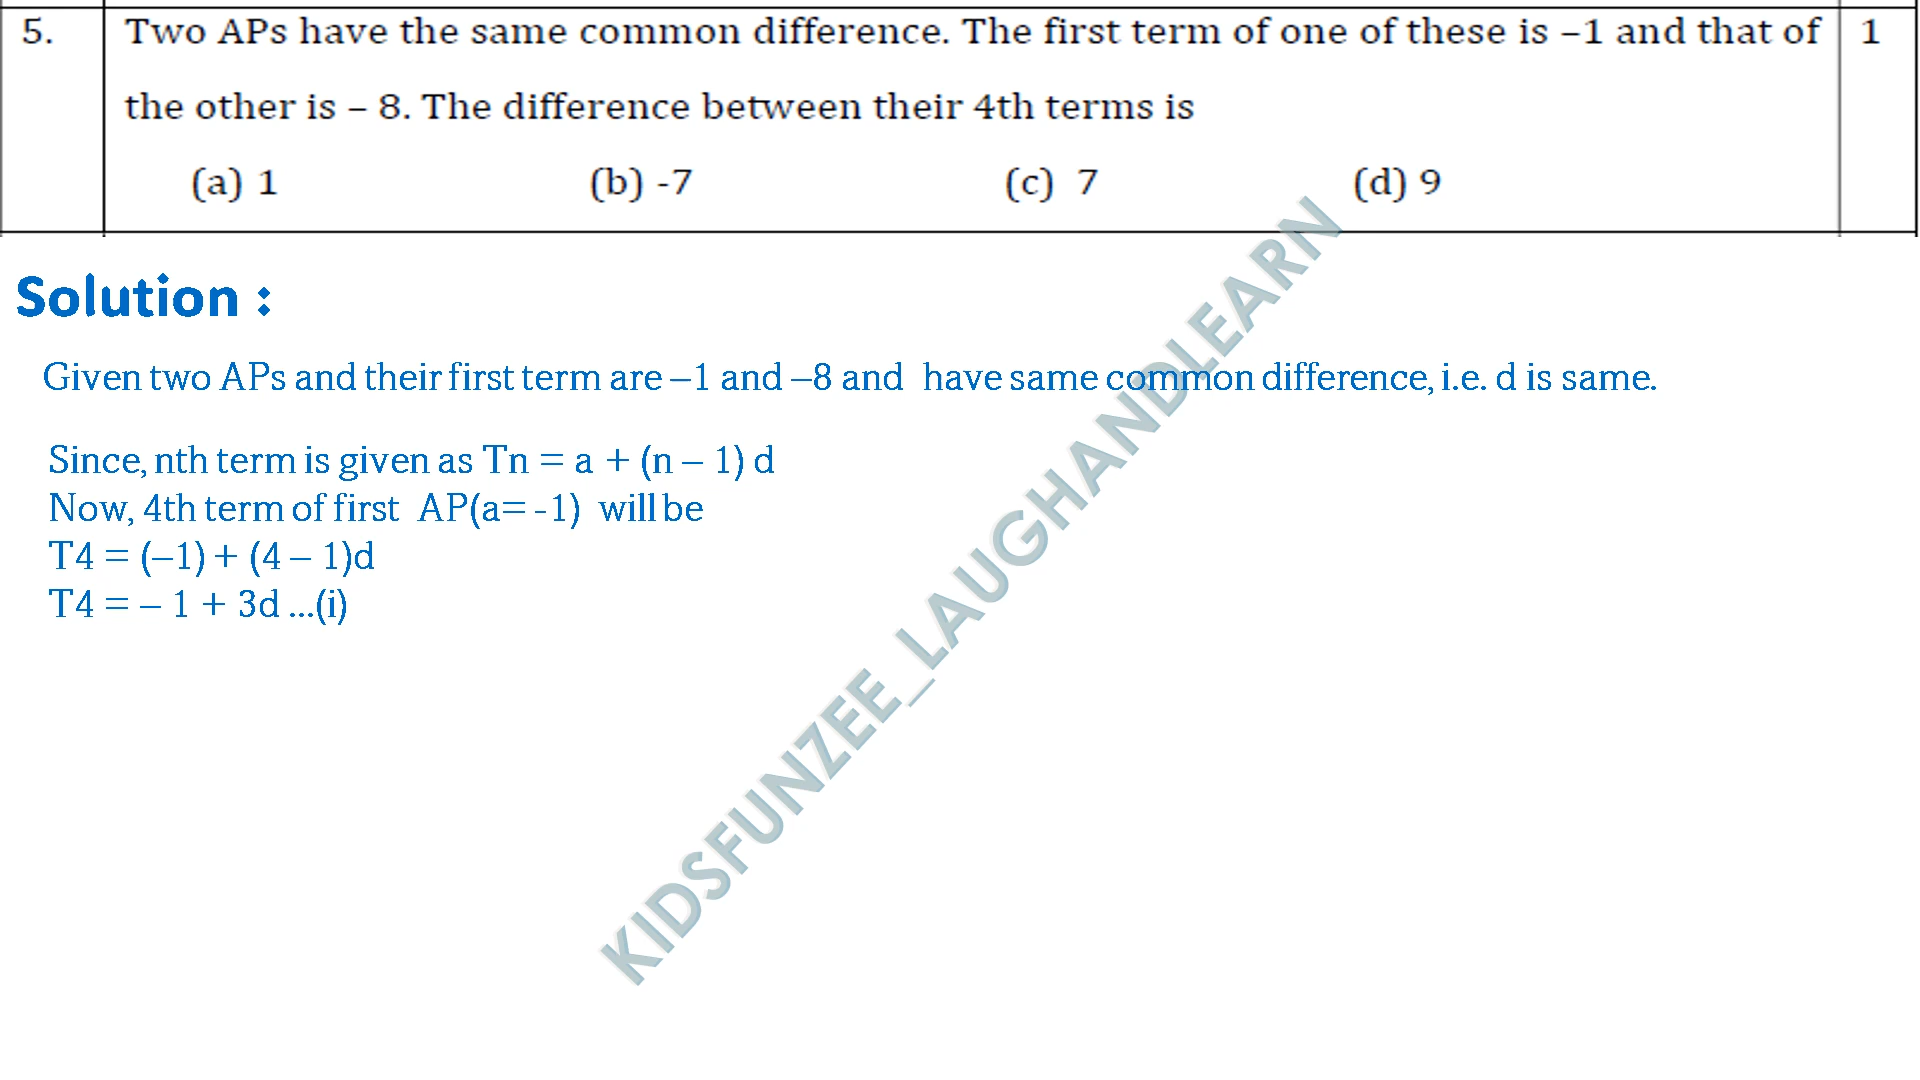 5. Two APs have the same common difference. The first term of one of these is –1 and that of 1
the other is – 8. The difference between their 4th terms is
(a) 1 (b) -7 (c) 7 (d) 9
Solution :
Given two APs and their first term are –1 and –8 and have same common difference, i.e. d is same.
Since, nth term is given as Tn = a + (n – 1) d
Now, 4th term of first AP(a= -1) will be
T4 = (–1) + (4 – 1)d
T4 = – 1 + 3d ...(i)
KIDSFUNZEE_LAUGHANDLEARN